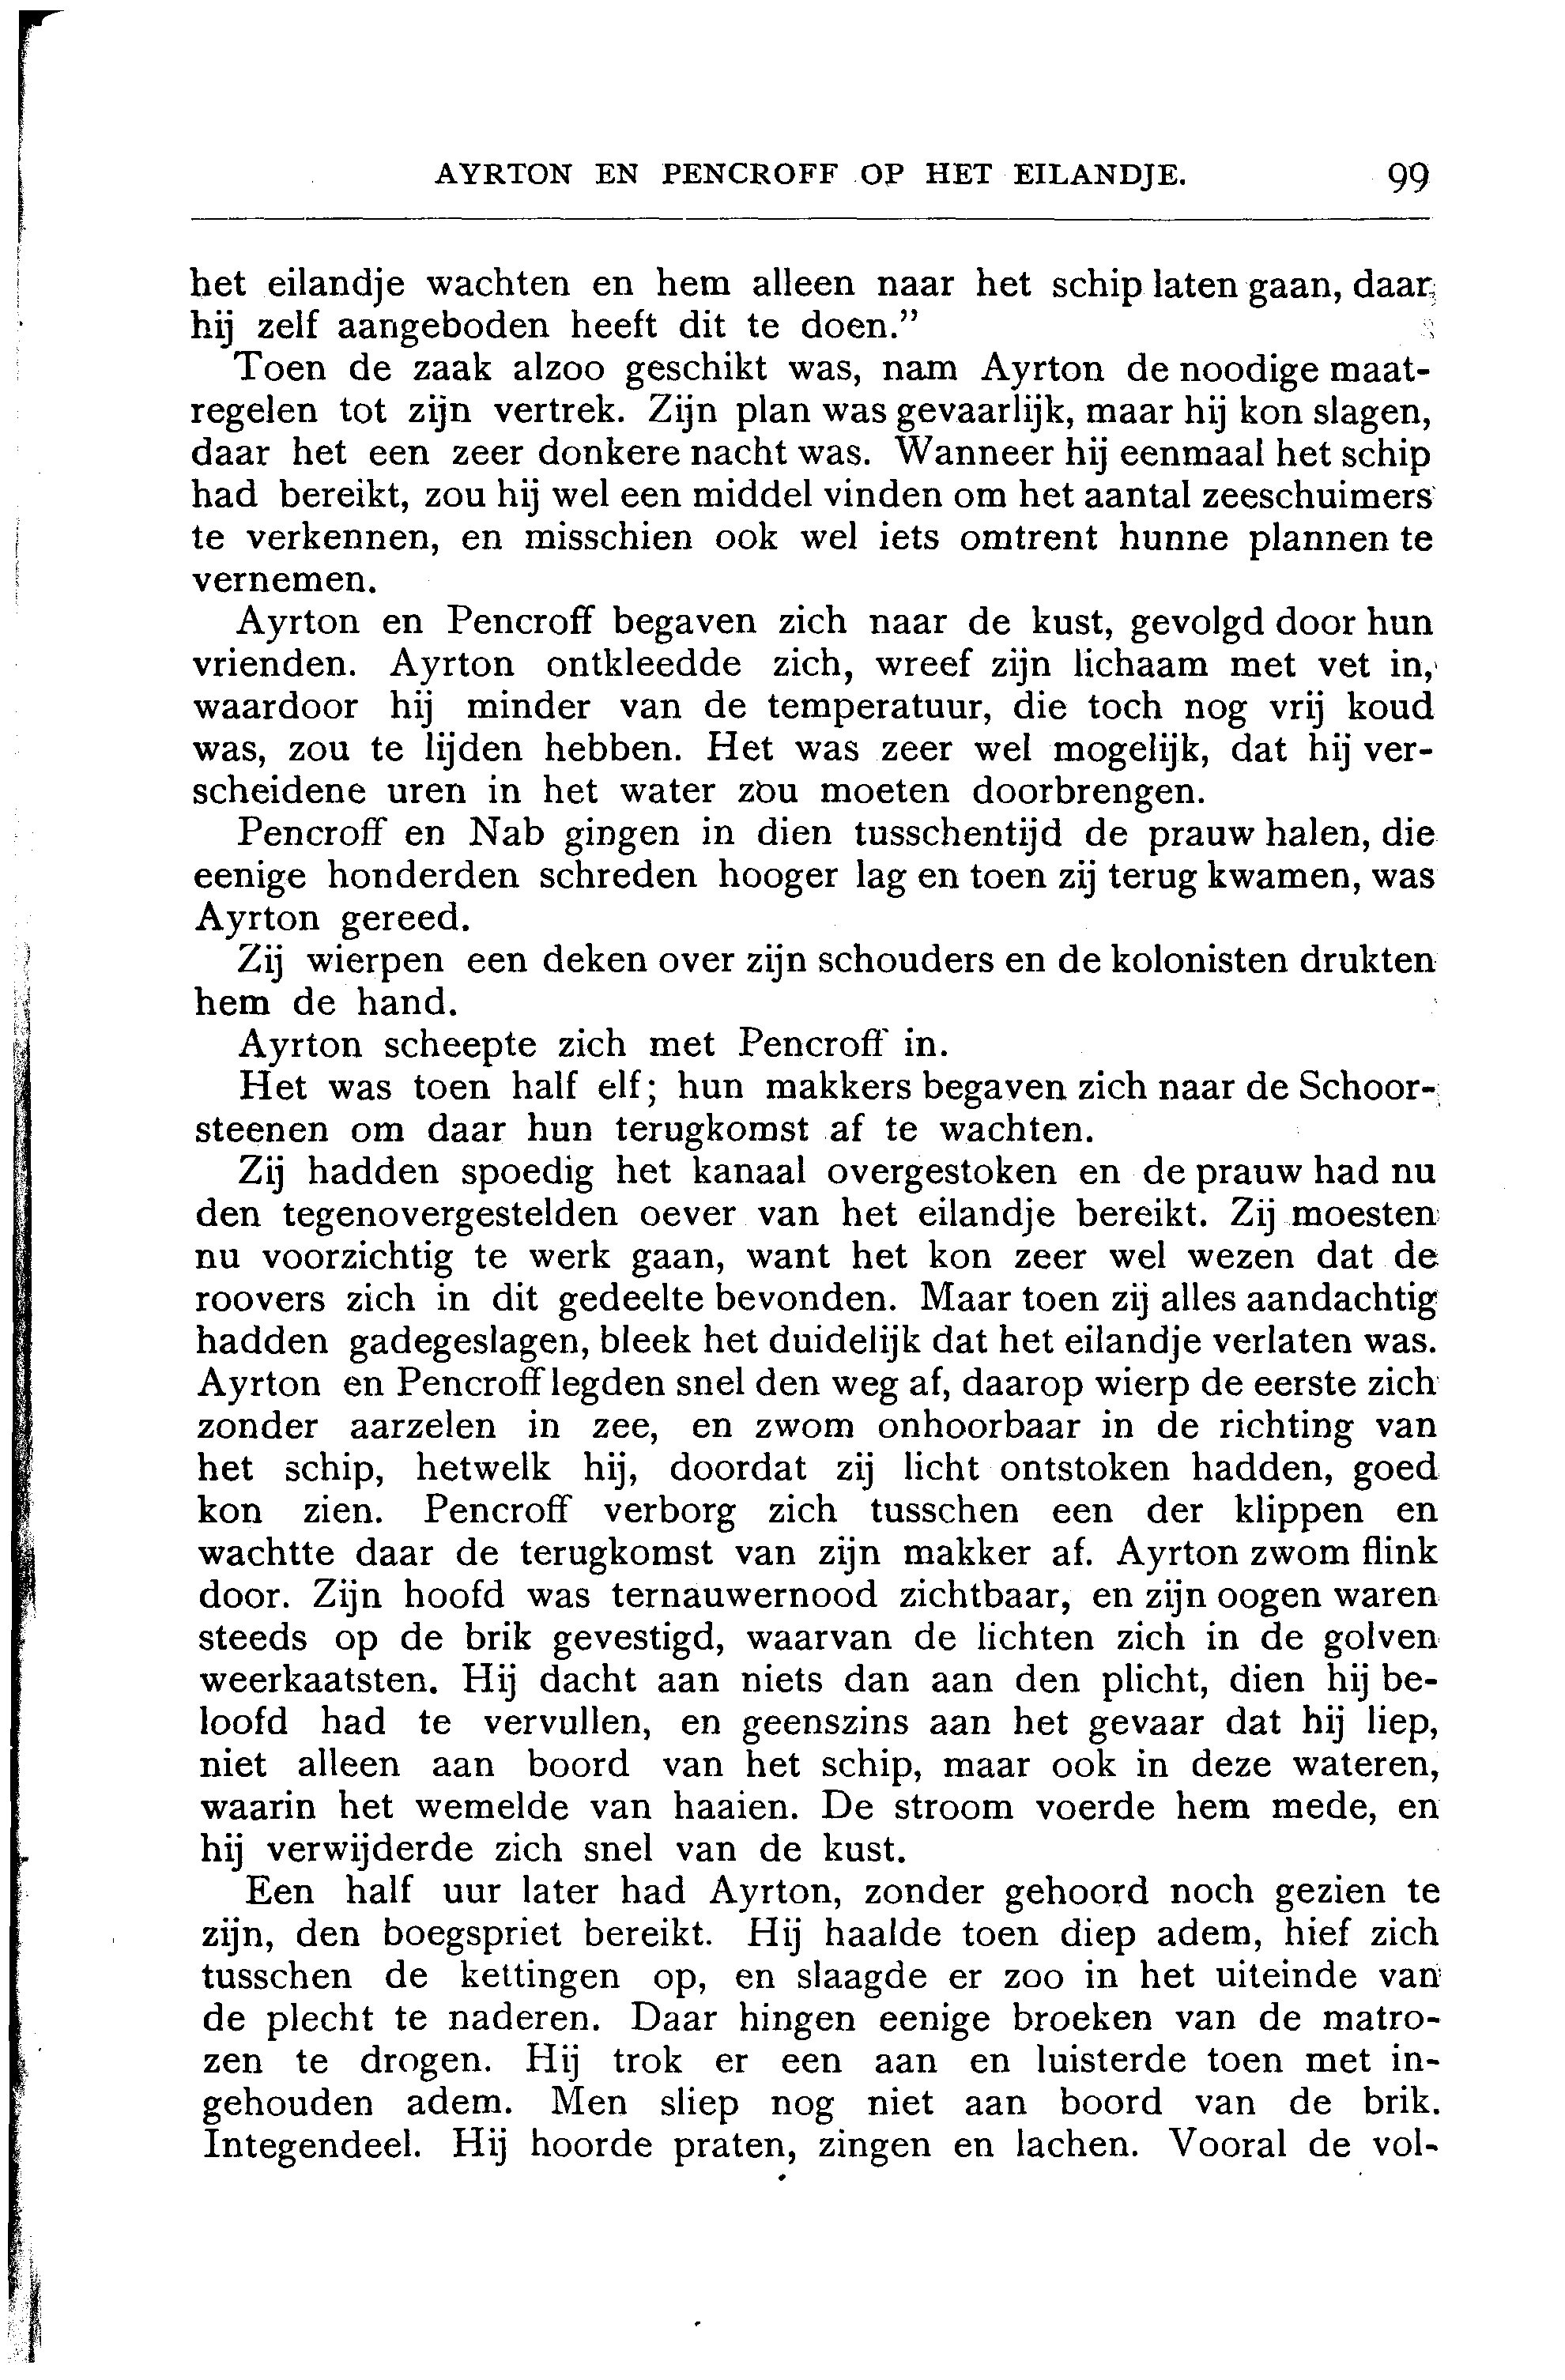 AYRTON EN PENCROFF OP HET EILANDJE. 99
het eilandje wachten en hem alleen naar het schip laten gaan, daar
hij zelf aangeboden heeft dit te doen.”
Toen de zaak alzoo geschikt was, nam Ayrton de noodige maat-
regelen tot zijn vertrek. Zijn plan was gevaarlijk, maar hij kon slagen,
daar het een zeer donkere nacht was. Wanneer hij eenmaal het schip
had bereikt, zou hij wel een middel vinden om het aantal zeeschuimers
te verkennen, en misschien ook wel iets omtrent hunne plannen te
vernemen.
Ayrton en Pencroff begaven zich naar de kust, gevolgd door hun
vrienden. Ayrton ontkleedde zich, wreef zijn lichaam met vet in,
waardoor hij minder van de temperatuur, die toch nog vrij koud
was, zou te lijden hebben. Het was zeer wel mogelijk, dat hij ver-
scheidene uren in het water zou moeten doorbrengen.
Pencroff en Nab gingen in dien tusschentijd de prauw halen, die
eenige honderden schreden hooger lag en toen zij terug kwamen, was
Ayrton gereed.
Zij wierpen een deken over zijn schouders en de kolonisten drukten
hem de hand.
Ayrton scheepte zich met Pencroff in.
Het was toen half elf; hun makkers begaven zich naar de Schoor-
steenen om daar hun terugkomst af te wachten.
Zij hadden spoedig het kanaal overgestoken en de prauw had nu
den tegenovergestelden oever van het eilandje bereikt. Zij moesten
nu voorzichtig te werk gaan, want het kon zeer wel wezen dat de
roovers zich in dit gedeelte bevonden. Maar toen zij alles aandachtig
hadden gadegeslagen, bleek het duidelijk dat het eilandje verlaten was.
Ayrton en Pencroff legden snel den weg af, daarop wierp de eerste zich
zonder aarzelen in zee, en zwom onhoorbaar in de richting van
het schip, hetwelk hij, doordat zij licht ontstoken hadden, goed
kon zien. Pencroff verborg zich tusschen een der klippen en
wachtte daar de terugkomst van zijn makker af. Ayrton zwom flink
door. Zijn hoofd was ternauwernood zichtbaar, en zijn oogen waren
steeds op de brik gevestigd, waarvan de lichten zich in de golven
weerkaatsten. Hij dacht aan niets dan aan den plicht, dien hij be-
loofd had te vervullen, en geenszins aan het gevaar dat hij liep,
niet alleen aan boord van het schip, maar ook in deze wateren,
waarin het wemelde van haaien. De stroom voerde hem mede, en
hij verwijderde zich snel van de kust.
Een half uur later had Ayrton, zonder gehoord noch gezien te
zijn, den boegspriet bereikt. Hij haalde toen diep adem, hief zich
tusschen de kettingen op, en slaagde er zoo in het uiteinde van
de plecht te naderen. Daar hingen eenige broeken van de matro-
zen te drogen. Hij trok er een aan en luisterde toen met in-
gehouden adem. Men sliep nog niet aan boord van de brik.
Integendeel. Hij hoorde praten, zingen en lachen. Vooral de vol-